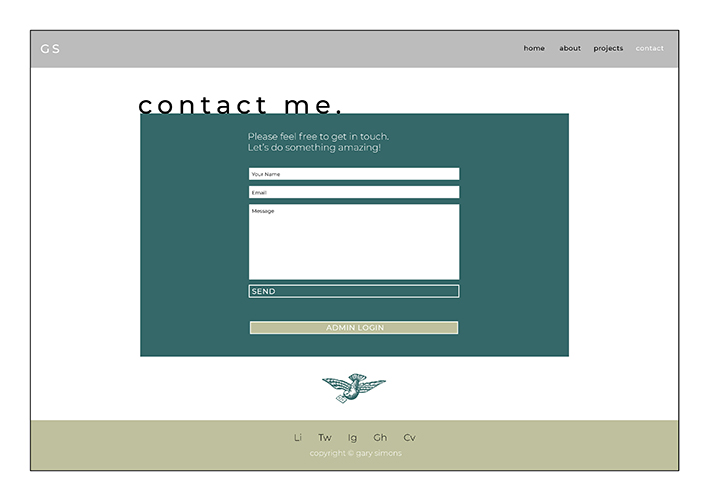 GS
home about projects contact
contact me.
Please feel free to get in touch.
Let's do something amazing!
Your Name
Email
Message
SEND
ADMIN LOGIN
Li Tw Ig Gh Cv
copyright © gary simons